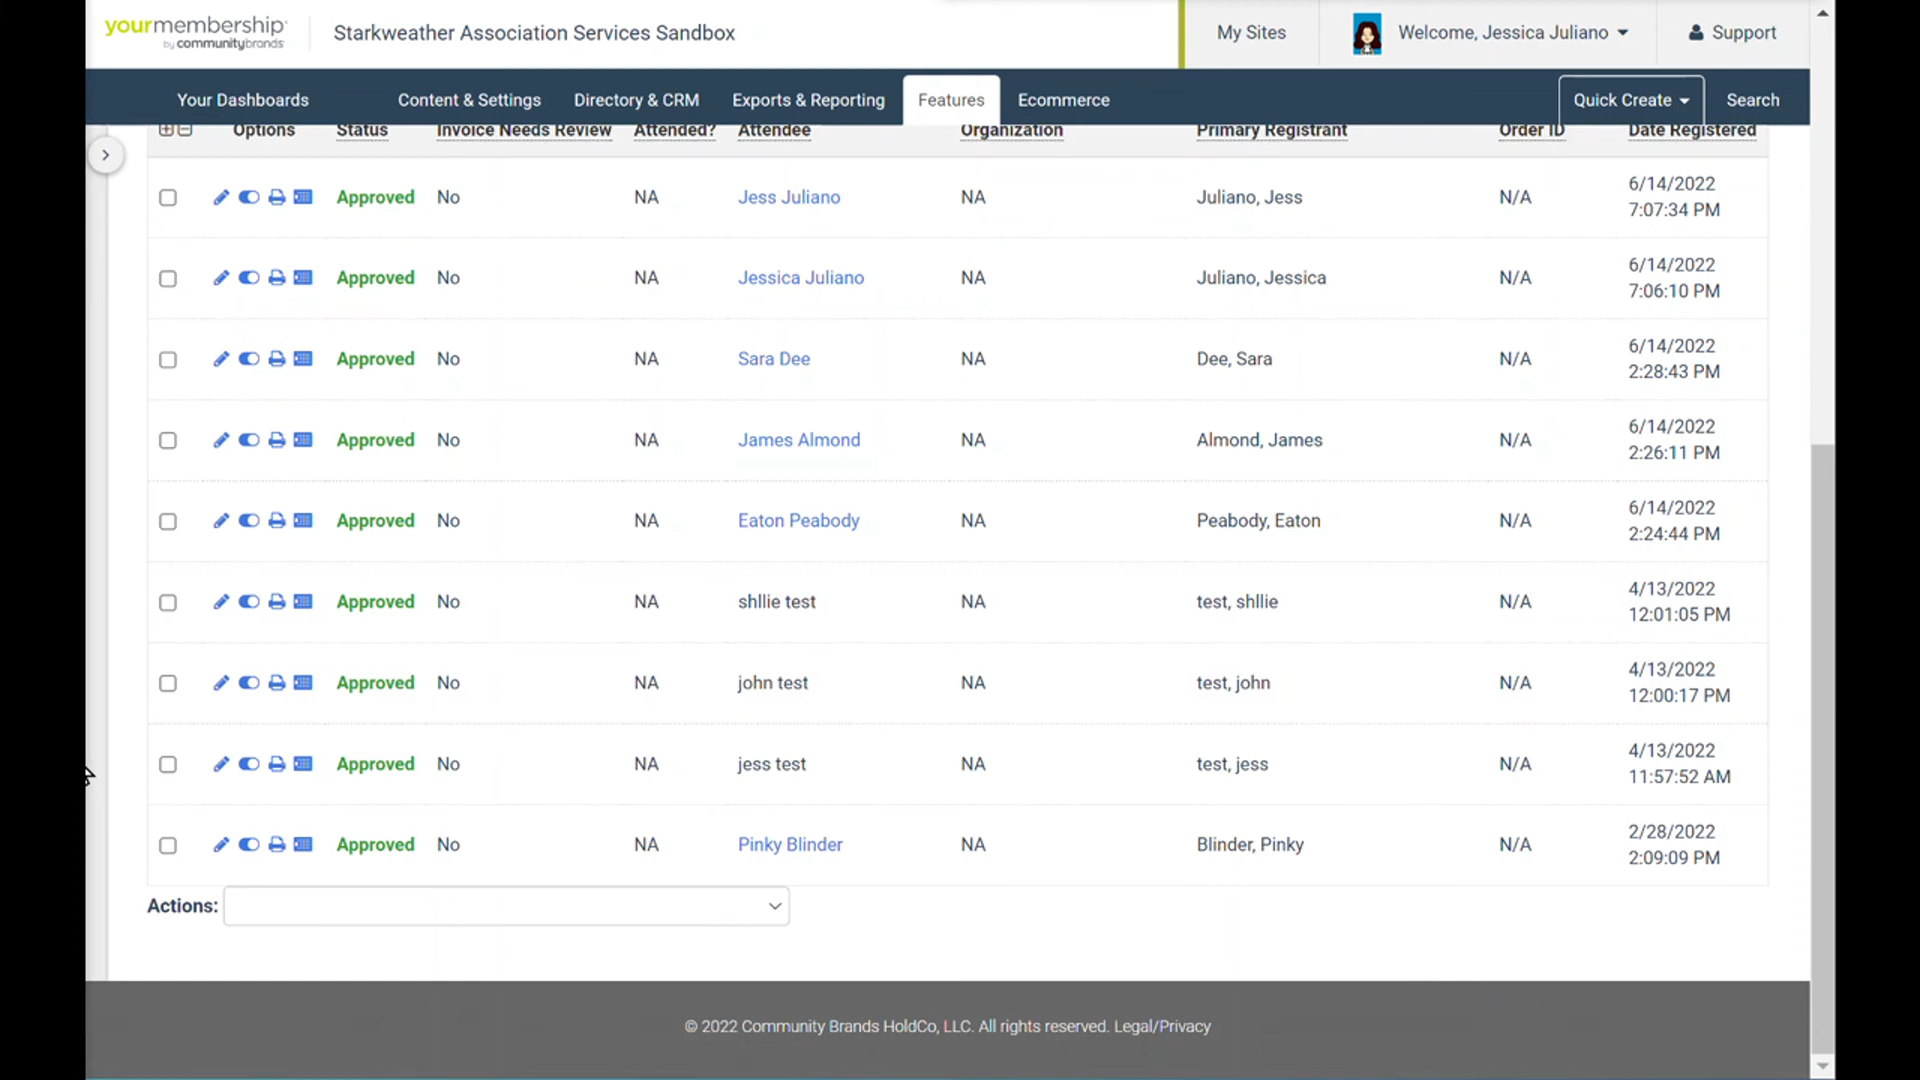 yourmembership
by communitybrands
Starkweather Association Services Sandbox
My Sites
Welcome, Jessica Juliano
Support
Your Dashboards
Content & Settings
Directory & CRM
Exports & Reporting
Features
Ecommerce
Quick Create
Search
Options Status Invoice Needs Review Attended? Attendee Organization Primary Registrant Order ID Date Registered
Approved No NA Jess Juliano NA Juliano, Jess N/A 6/14/2022
7:07:34 PM
Approved No NA Jessica Juliano NA Juliano, Jessica N/A 6/14/2022
7:06:10 PM
Approved No NA Sara Dee NA Dee, Sara N/A 6/14/2022
2:28:43 PM
Approved No NA James Almond NA Almond, James N/A 6/14/2022
2:26:11 PM
Approved No NA Eaton Peabody NA Peabody, Eaton N/A 6/14/2022
2:24:44 PM
Approved No NA shllie test NA test, shllie N/A 4/13/2022
12:01:05 PM
Approved No NA john test NA test, john N/A 4/13/2022
12:00:17 PM
Approved No NA jess test NA test, jess N/A 4/13/2022
11:57:52 AM
Approved No NA Pinky Blinder NA Blinder, Pinky N/A 2/28/2022
2:09:09 PM
Actions:
© 2022 Community Brands HoldCo, LLC. All rights reserved. Legal/Privacy